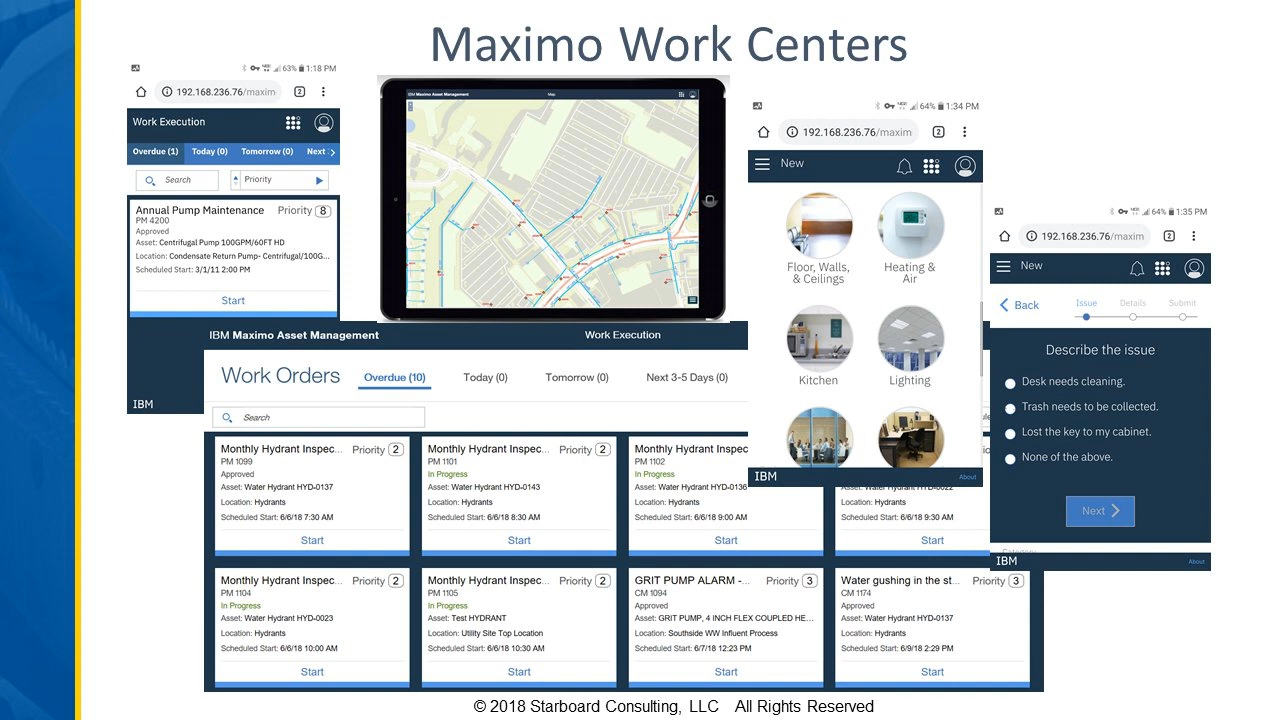 Maximo Work Centers
63% 1:18 PM
192.168.236.76/maxim 2
Work Execution
Overdue (1) Today (0) Tomorrow (0) Next
Search Priority
Annual Pump Maintenance Priority 8
PM 4200
Approved
Asset: Centrifugal Pump 100GPM/60FT HD
Location: Condensate Return Pump- Centrifugal/100G...
Scheduled Start: 3/1/11 2:00 PM
Start
IBM
IBM Maximo Asset Management Map
64% 1:34 PM
192.168.236.76/maxim 2
New
Floor, Walls,
& Ceilings
Heating &
Air
Kitchen
Lighting
IBM About
64% 1:35 PM
192.168.236.76/maxim 2
New
Back Issue Details Submit
Describe the issue
Desk needs cleaning.
Trash needs to be collected.
Lost the key to my cabinet.
None of the above.
Next
IBM About
IBM Maximo Asset Management Work Execution
Work Orders Overdue (10) Today (0) Tomorrow (0) Next 3-5 Days (0)
Search
Monthly Hydrant Inspec... Priority 2
PM 1099
Approved
Asset: Water Hydrant HYD-0137
Location: Hydrants
Scheduled Start: 6/6/18 7:30 AM
Start
Monthly Hydrant Inspec... Priority 2
PM 1101
In Progress
Asset: Water Hydrant HYD-0143
Location: Hydrants
Scheduled Start: 6/6/18 8:30 AM
Start
Monthly Hydrant Inspec
PM 1102
In Progress
Asset: Water Hydrant HYD-0136
Location: Hydrants
Scheduled Start: 6/6/18 9:00 AM
Start
Location: Hydrants
Scheduled Start: 6/6/18 9:30 AM
Start
Monthly Hydrant Inspec... Priority 2
PM 1104
In Progress
Asset: Water Hydrant HYD-0023
Location: Hydrants
Scheduled Start: 6/6/18 10:00 AM
Start
Monthly Hydrant Inspec... Priority 2
PM 1105
In Progress
Asset: Test HYDRANT
Location: Utility Site Top Location
Scheduled Start: 6/6/18 10:30 AM
Start
GRIT PUMP ALARM -... Priority 3
CM 1094
Approved
Asset: GRIT PUMP, 4 INCH FLEX COUPLED HE...
Location: Southside WW Influent Process
Scheduled Start: 6/7/18 12:23 PM
Start
Water gushing in the st... Priority 3
CM 1174
Approved
Asset: Water Hydrant HYD-0137
Location: Hydrants
Scheduled Start: 6/9/18 2:29 PM
Start
© 2018 Starboard Consulting, LLC All Rights Reserved